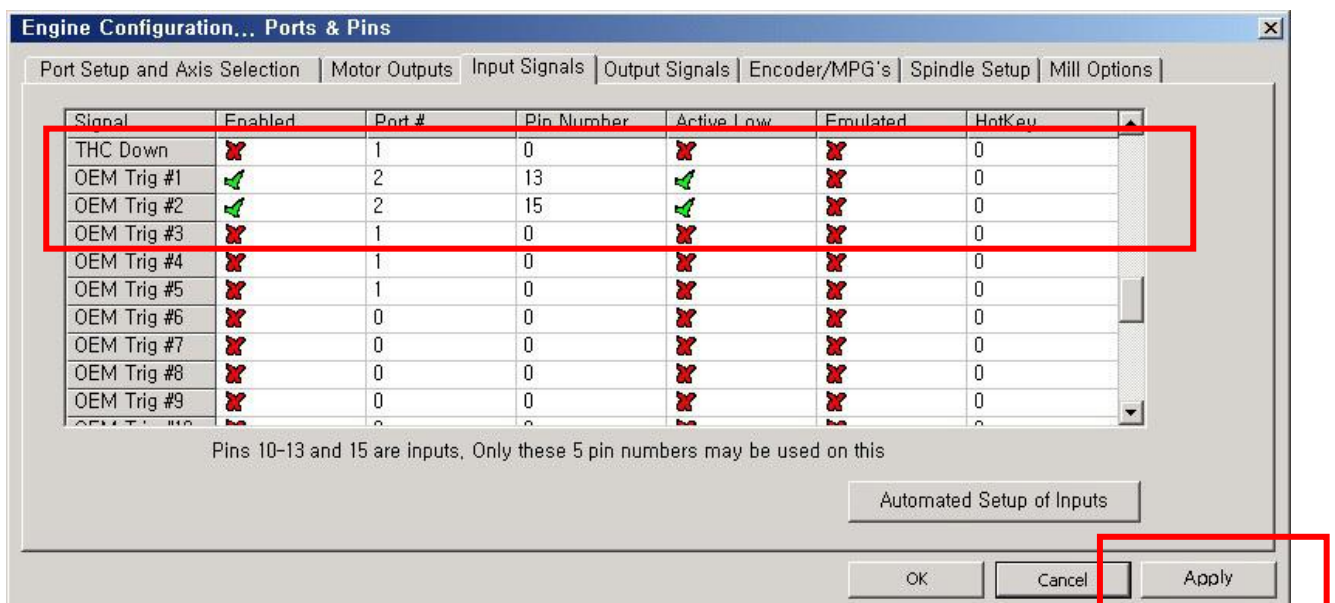 Engine Configuration... Ports & Pins
Port Setup and Axis Selection Motor Outputs Input Signals Output Signals Encoder/MPG's Spindle Setup Mill Options
Signal Enabled Port # Pin Number Active Low Emulated HotKey
THC Down 1 0 0
OEM Trig #1 2 13 0
OEM Trig #2 2 15 0
OEM Trig #3 1 0 0
OEM Trig #4 1 0 0
OEM Trig #5 1 0 0
OEM Trig #6 0 0 0
OEM Trig #7 0 0 0
OEM Trig #8 0 0 0
OEM Trig #9 0 0 0
Pins 10-13 and 15 are inputs, Only these 5 pin numbers may be used on this
Automated Setup of Inputs
OK Cancel Apply